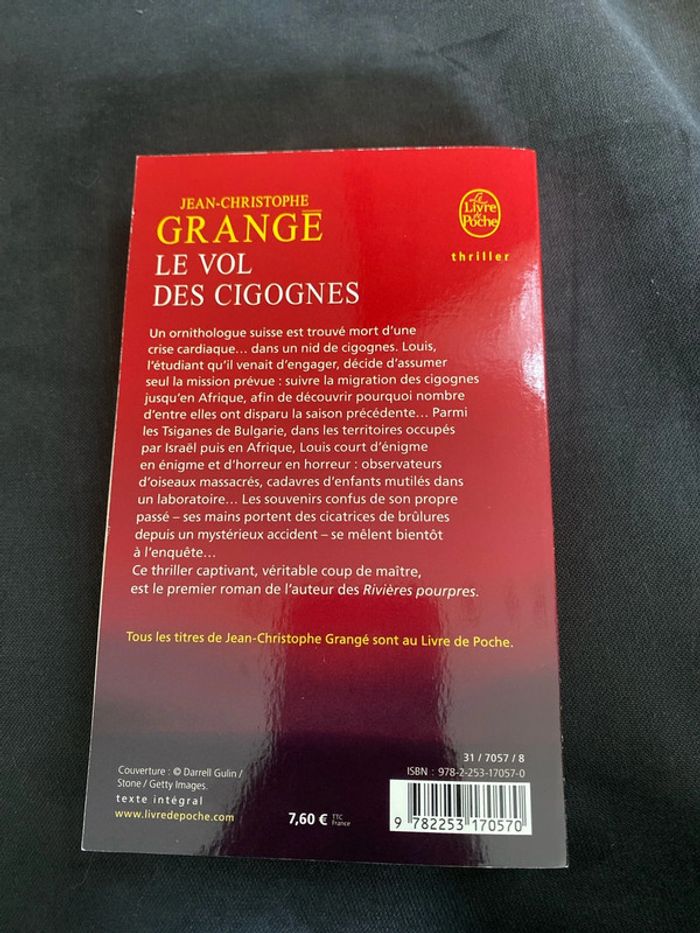 JEAN-CHRISTOPHE
GRANGÉ
LE VOL
DES CIGOGNES
Le
Livre
de
Poche
thriller
Un ornithologue suisse est trouvé mort d'une
crise cardiaque… dans un nid de cigognes. Louis,
l'étudiant qu'il venait d'engager, décide d'assumer
seul la mission prévue : suivre la migration des cigognes
jusqu'en Afrique, afin de découvrir pourquoi nombre
d'entre elles ont disparu la saison précédente… Parmi
les Tsiganes de Bulgarie, dans les territoires occupés
par Israël puis en Afrique, Louis court d'énigme
en énigme et d'horreur en horreur : observateurs
d'oiseaux massacrés, cadavres d'enfants mutilés dans
un laboratoire… Les souvenirs confus de son propre
passé – ses mains portent des cicatrices de brûlures
depuis un mystérieux accident – se mêlent bientôt
à l'enquête…
Ce thriller captivant, véritable coup de maître,
est le premier roman de l'auteur des Rivières pourpres.
Tous les titres de Jean-Christophe Grangé sont au Livre de Poche.
31 / 7057 / 8
ISBN : 978-2-253-17057-0
Couverture : © Darrell Gulin /
Stone / Getty Images.
texte intégral
www.livredepoche.com
7,60 € TTC
France
9 782253 170570